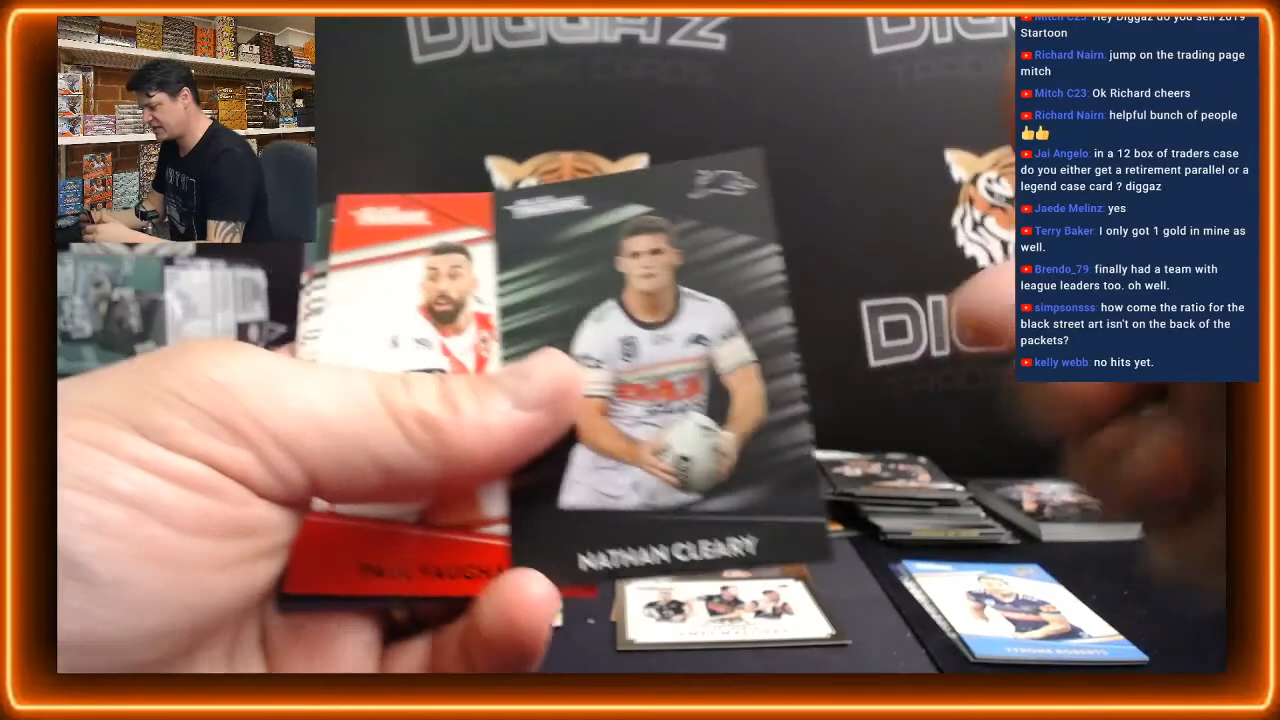 DIGGAZ
Mitch C23: Hey Diggaz do you sell 2019
Startoon
Richard Nairn: jump on the trading page
mitch
Mitch C23: Ok Richard cheers
Richard Nairn: helpful bunch of people
👍👍
Jai Angelo: in a 12 box of traders case
do you either get a retirement parallel or a
legend case card ? diggaz
Jaede Melinz: yes
Terry Baker: I only got 1 gold in mine as
well.
Brendo_79: finally had a team with
league leaders too. oh well.
simpsonsss: how come the ratio for the
black street art isn't on the back of the
packets?
kelly webb: no hits yet.
NATHAN CLEARY
PAUL VAUGHA
TYRONE ROBERTS